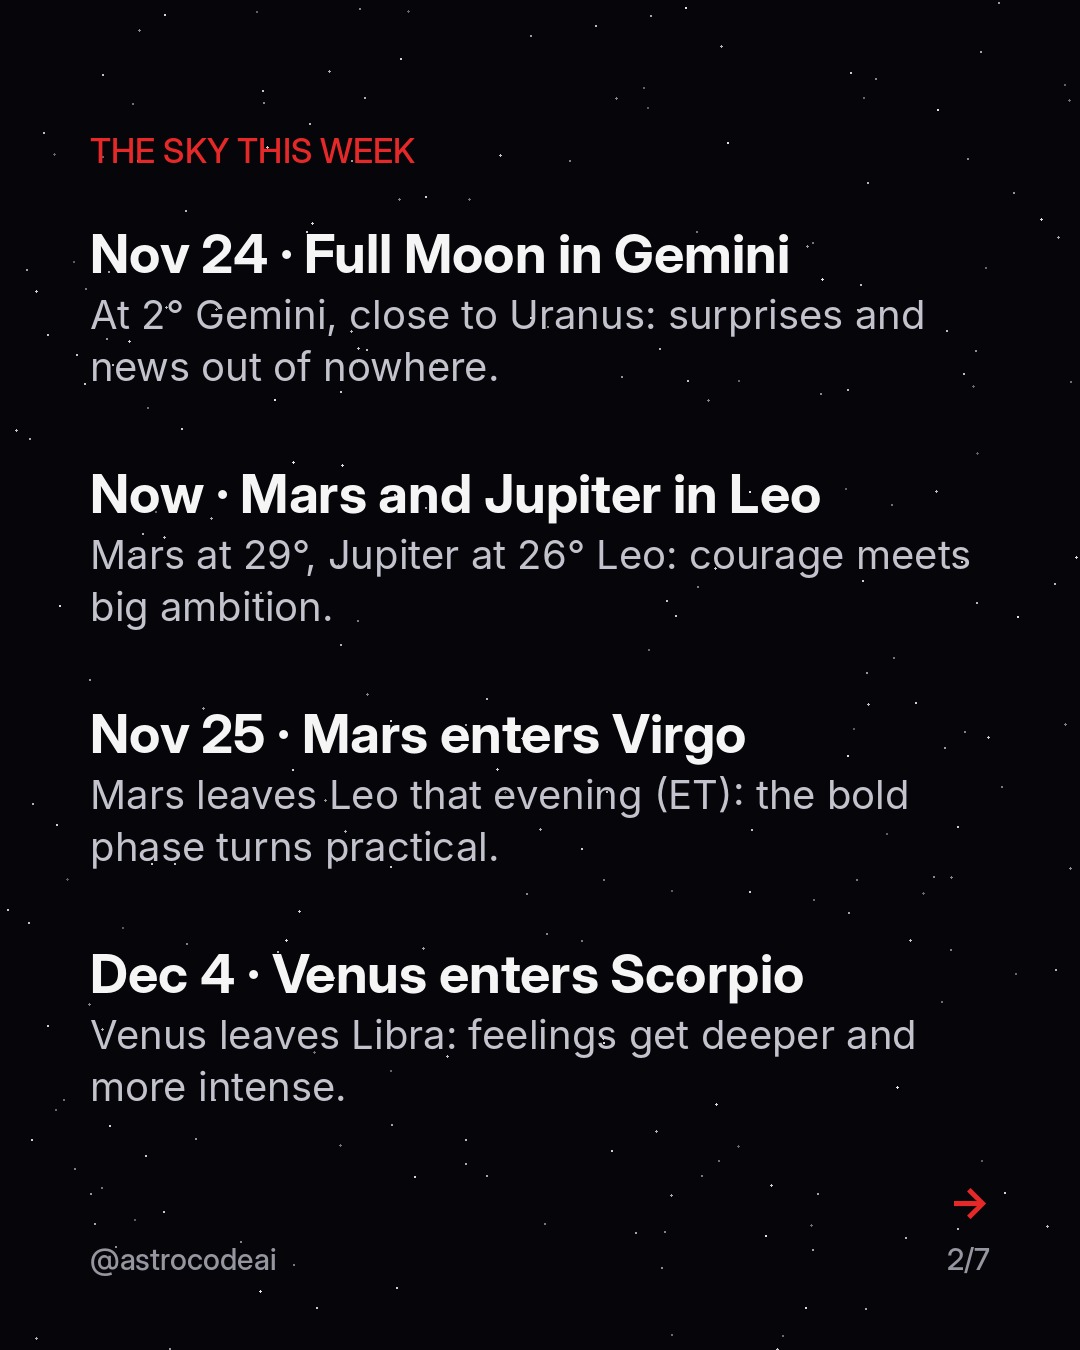 THE SKY THIS WEEK
Nov 24 · Full Moon in Gemini
At 2° Gemini, close to Uranus: surprises and
news out of nowhere.
Now · Mars and Jupiter in Leo
Mars at 29°, Jupiter at 26° Leo: courage meets
big ambition.
Nov 25 · Mars enters Virgo
Mars leaves Leo that evening (ET): the bold
phase turns practical.
Dec 4 · Venus enters Scorpio
Venus leaves Libra: feelings get deeper and
more intense.
→
@astrocodeai
2/7